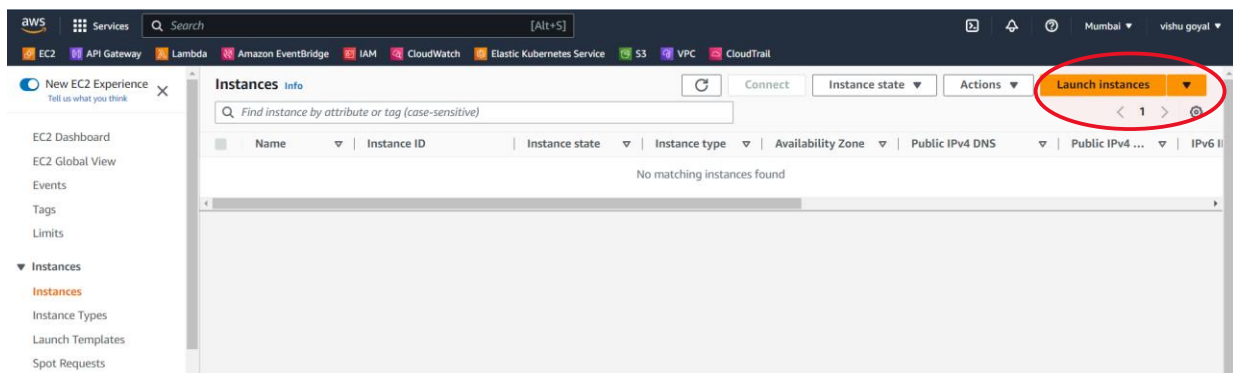 aws Services Search [Alt+S] Mumbai vishu goyal
EC2 API Gateway Lambda Amazon EventBridge IAM CloudWatch Elastic Kubernetes Service S3 VPC CloudTrail
New EC2 Experience
Tell us what you think
EC2 Dashboard
EC2 Global View
Events
Tags
Limits
Instances
Instances
Instance Types
Launch Templates
Spot Requests
Instances Info Connect Instance state Actions Launch instances
Find instance by attribute or tag (case-sensitive) 1
Name Instance ID Instance state Instance type Availability Zone Public IPv4 DNS Public IPv4 ... IPv6
No matching instances found